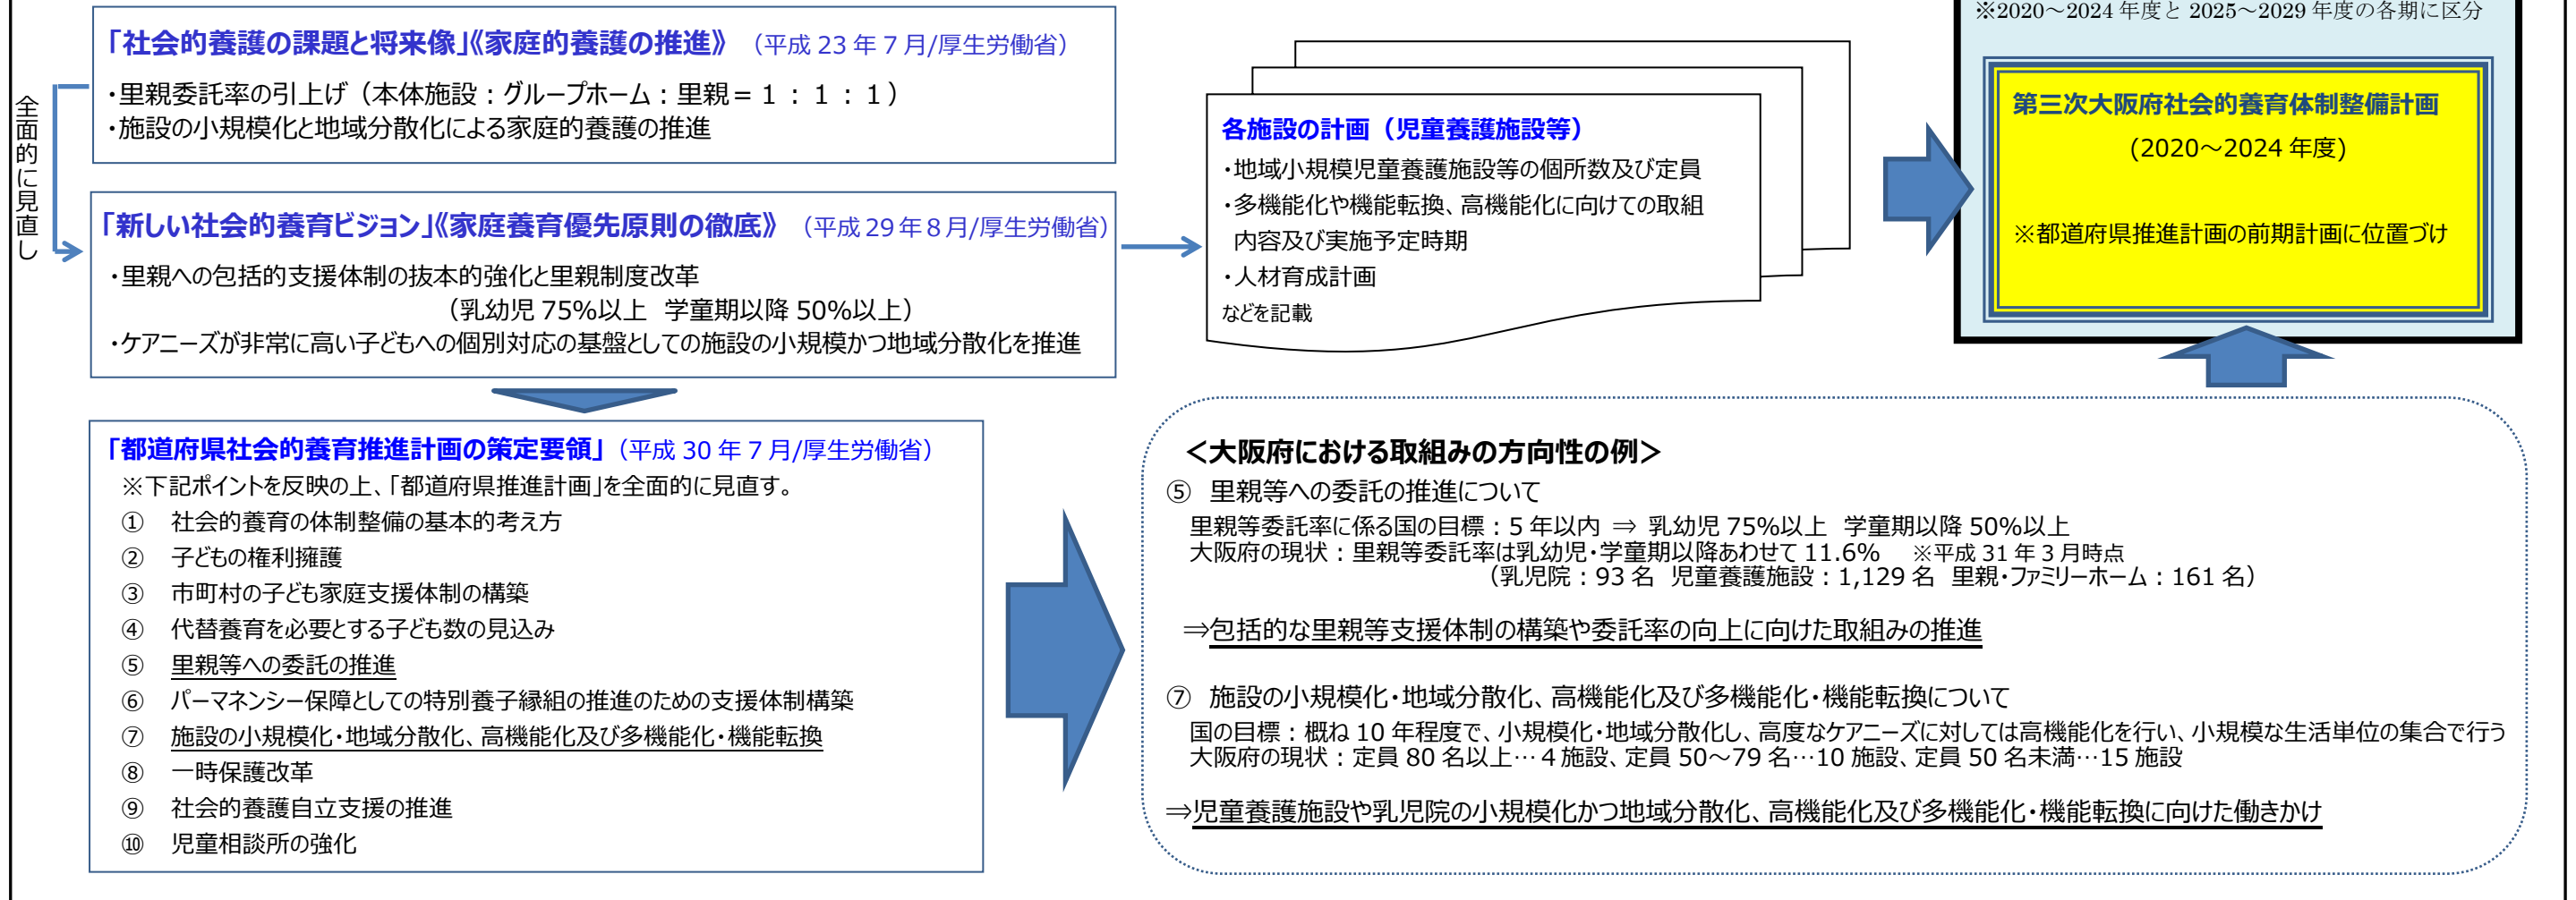 全面的に見直し
「社会的養護の課題と将来像」《家庭的養護の推進》（平成 23 年 7 月/厚生労働省）
・里親委託率の引上げ（本体施設：グループホーム：里親＝１：１：１）
・施設の小規模化と地域分散化による家庭的養護の推進
「新しい社会的養育ビジョン」《家庭養育優先原則の徹底》（平成 29 年８月/厚生労働省）
・里親への包括的支援体制の抜本的強化と里親制度改革
（乳幼児 75%以上 学童期以降 50%以上）
・ケアニーズが非常に高い子どもへの個別対応の基盤としての施設の小規模かつ地域分散化を推進
各施設の計画（児童養護施設等）
・地域小規模児童養護施設等の個所数及び定員
・多機能化や機能転換、高機能化に向けての取組
内容及び実施予定時期
・人材育成計画
などを記載
※2020～2024 年度と 2025～2029 年度の各期に区分
第三次大阪府社会的養育体制整備計画
(2020～2024 年度)
※都道府県推進計画の前期計画に位置づけ
「都道府県社会的養育推進計画の策定要領」（平成 30 年 7 月/厚生労働省）
※下記ポイントを反映の上、「都道府県推進計画」を全面的に見直す。
① 社会的養育の体制整備の基本的考え方
② 子どもの権利擁護
③ 市町村の子ども家庭支援体制の構築
④ 代替養育を必要とする子ども数の見込み
⑤ 里親等への委託の推進
⑥ パーマネンシー保障としての特別養子縁組の推進のための支援体制構築
⑦ 施設の小規模化・地域分散化、高機能化及び多機能化・機能転換
⑧ 一時保護改革
⑨ 社会的養護自立支援の推進
⑩ 児童相談所の強化
＜大阪府における取組みの方向性の例＞
⑤ 里親等への委託の推進について
里親等委託率に係る国の目標：5 年以内 ⇒ 乳幼児 75%以上 学童期以降 50%以上
大阪府の現状：里親等委託率は乳幼児・学童期以降あわせて 11.6% ※平成 31 年 3 月時点
（乳児院：93 名 児童養護施設：1,129 名 里親・ファミリーホーム：161 名）
⇒包括的な里親等支援体制の構築や委託率の向上に向けた取組みの推進
⑦ 施設の小規模化・地域分散化、高機能化及び多機能化・機能転換について
国の目標：概ね 10 年程度で、小規模化・地域分散化し、高度なケアニーズに対しては高機能化を行い、小規模な生活単位の集合で行う
大阪府の現状：定員 80 名以上…４施設、定員 50～79 名…10 施設、定員 50 名未満…15 施設
⇒児童養護施設や乳児院の小規模化かつ地域分散化、高機能化及び多機能化・機能転換に向けた働きかけ